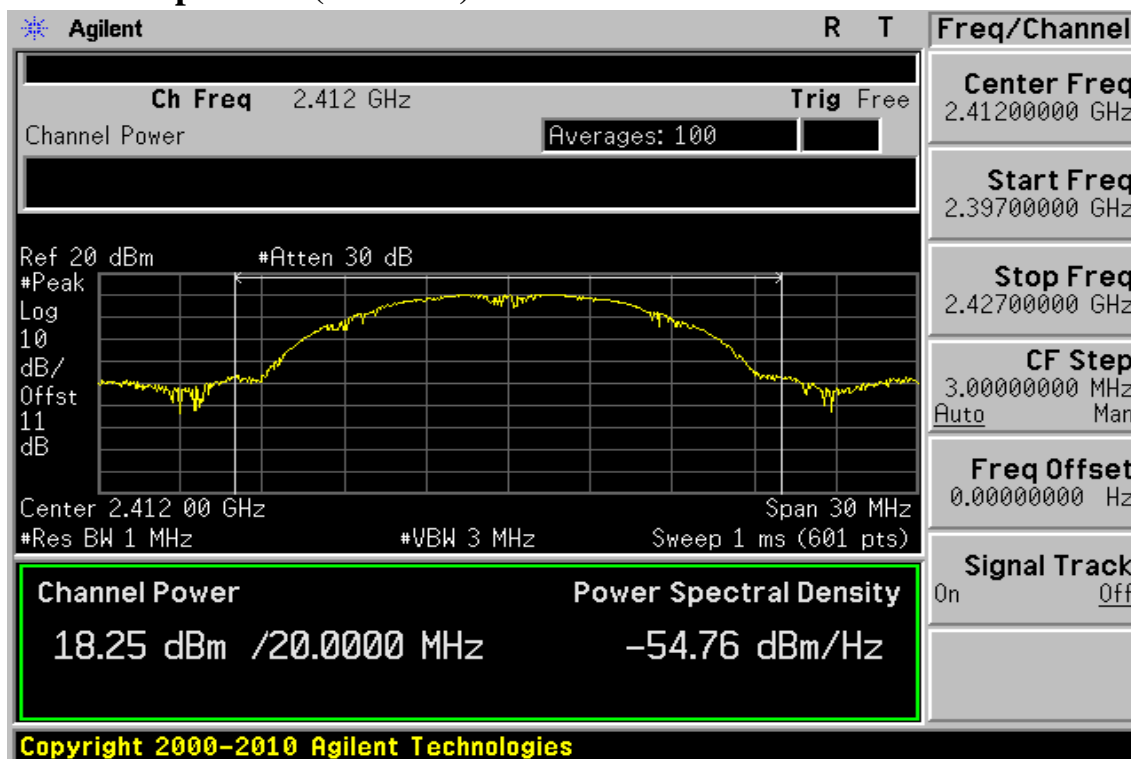 Agilent R T
Ch Freq 2.412 GHz Trig Free
Channel Power Averages: 100
Ref 20 dBm #Atten 30 dB
#Peak
Log
10
dB/
Offst
11
dB
Center 2.412 00 GHz Span 30 MHz
#Res BW 1 MHz #VBW 3 MHz Sweep 1 ms (601 pts)
Channel Power Power Spectral Density
18.25 dBm /20.0000 MHz -54.76 dBm/Hz
Copyright 2000-2010 Agilent Technologies
Freq/Channel
Center Freq
2.41200000 GHz
Start Freq
2.39700000 GHz
Stop Freq
2.42700000 GHz
CF Step
3.00000000 MHz
Auto Man
Freq Offset
0.00000000 Hz
Signal Track
On Off